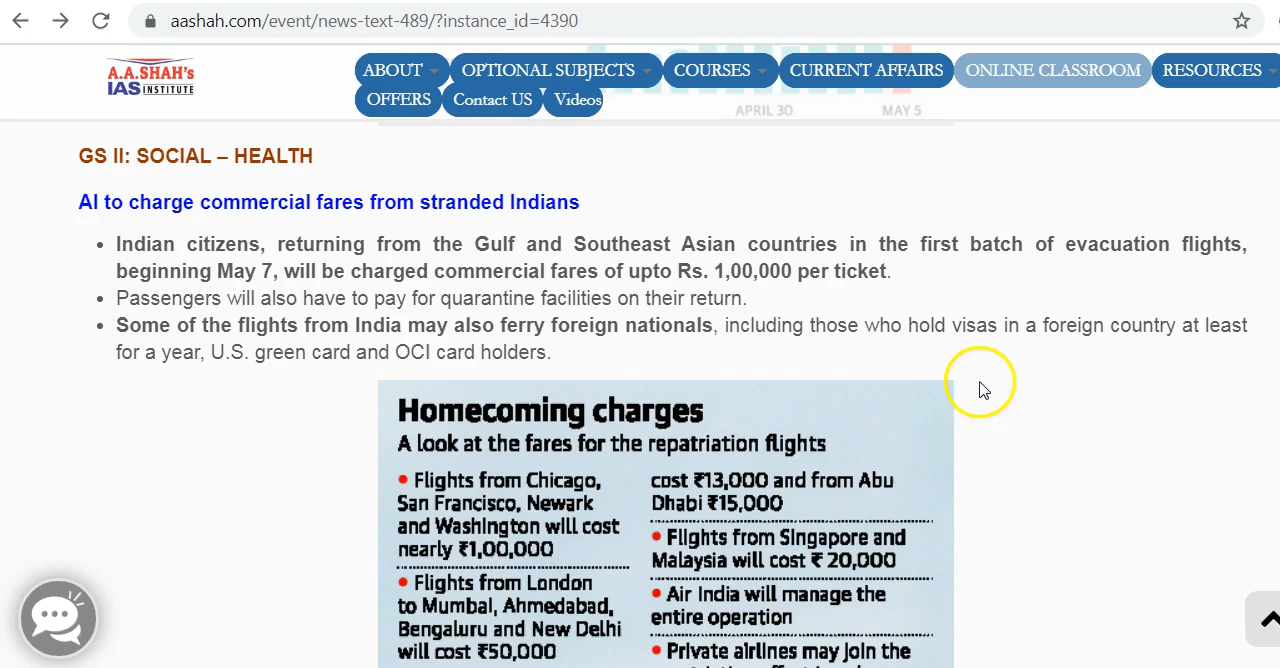 aashah.com/event/news-text-489/?instance_id=4390
A.A.SHAH's
IAS INSTITUTE
ABOUT
OPTIONAL SUBJECTS
COURSES
CURRENT AFFAIRS
ONLINE CLASSROOM
RESOURCES
OFFERS
Contact US
Videos
APRIL 30
MAY 5
GS II: SOCIAL – HEALTH
AI to charge commercial fares from stranded Indians
• Indian citizens, returning from the Gulf and Southeast Asian countries in the first batch of evacuation flights,
beginning May 7, will be charged commercial fares of upto Rs. 1,00,000 per ticket.
• Passengers will also have to pay for quarantine facilities on their return.
• Some of the flights from India may also ferry foreign nationals, including those who hold visas in a foreign country at least
for a year, U.S. green card and OCI card holders.
Homecoming charges
A look at the fares for the repatriation flights
• Flights from Chicago,
San Francisco, Newark
and Washington will cost
nearly ₹1,00,000
• Flights from London
to Mumbai, Ahmedabad,
Bengaluru and New Delhi
will cost ₹50,000
cost ₹13,000 and from Abu
Dhabi ₹15,000
• Flights from Singapore and
Malaysia will cost ₹ 20,000
• Air India will manage the
entire operation
• Private airlines may join the